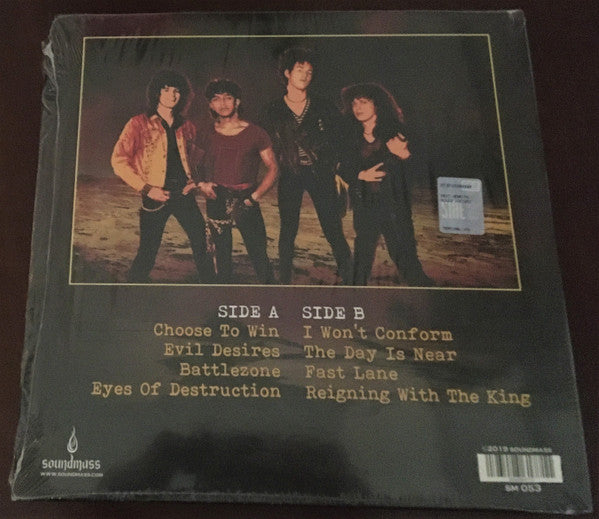 SIDE
SIDE A
Choose To Win
Evil Desires
Battlezone
Eyes Of Destruction
SIDE B
I Won't Conform
The Day Is Near
Fast Lane
Reigning With The King
soundmass
WWW.SOUNDMASS.COM
©2019 SOUNDMASS
SM 053